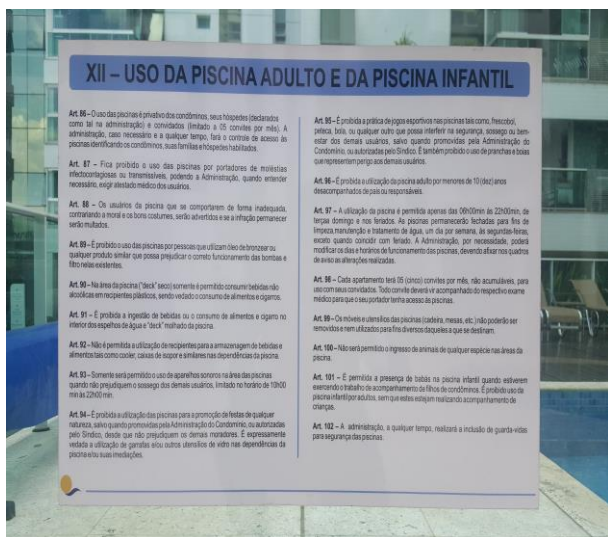 XII – USO DA PISCINA ADULTO E DA PISCINA INFANTIL
Art. 86 – O uso das piscinas é privativo dos condôminos, seus hóspedes (declarados
como tal na administração) e convidados (limitado a 05 convites por mês). A
administração, caso necessário e a qualquer tempo, fará o controle de acesso às
piscinas identificando os condôminos, suas famílias e hóspedes habilitados.
Art. 87 – Fica proibido o uso das piscinas por portadores de moléstias
infectocontagiosas ou transmissíveis, podendo a Administração, quando entender
necessário, exigir atestado médico dos usuários.
Art. 88 – Os usuários da piscina que se comportarem de forma inadequada,
contrariando a moral e os bons costumes, serão advertidos e se a infração permanecer
serão multados.
Art. 89 – É proibido o uso das piscinas por pessoas que utilizam óleo de bronzear ou
qualquer produto similar que possa prejudicar o correto funcionamento das bombas e
filtro nelas existentes.
Art. 90 – Na área da piscina ("deck" seco) somente é permitido consumir bebidas não
alcoólicas em recipientes plásticos, sendo vedado o consumo de alimentos e cigarros.
Art. 91 – É proibida a ingestão de bebidas ou o consumo de alimentos e cigarro no
interior dos espelhos de água e "deck" molhado da piscina.
Art. 92 – Não é permitida a utilização de recipientes para a armazenagem de bebidas e
alimentos tais como cooler, caixas de isopor e similares nas dependências da piscina.
Art. 93 – Somente será permitido o uso de aparelhos sonoros na área das piscinas
quando não prejudiquem o sossego dos demais usuários, limitado no horário de 10h00
min às 22h00 min.
Art. 94 – É proibida a utilização das piscinas para a promoção de festas de qualquer
natureza, salvo quando promovidas pela Administração do Condomínio, ou autorizadas
pelo Síndico, desde que não prejudiquem os demais moradores. É expressamente
vedada a utilização de garrafas e/ou outros utensílios de vidro nas dependências da
piscina e/ou suas imediações.
Art. 95 – É proibida a prática de jogos esportivos nas piscinas tais como, frescobol,
peteca, bola, ou qualquer outro que possa interferir na segurança, sossego ou bem-
estar dos demais usuários, salvo quando promovidas pela Administração do
Condomínio, ou autorizadas pelo Síndico. É também proibido o uso de pranchas e boias
que representem perigo aos demais usuários.
Art. 96 – É proibida a utilização da piscina adulto por menores de 10 (dez) anos
desacompanhados de pais ou responsáveis.
Art. 97 – A utilização da piscina é permitida apenas das 06h00min às 22h00min, de
terças domingo e nos feriados. As piscinas permanecerão fechadas para fins de
limpeza, manutenção e tratamento de água, um dia por semana, às segundas-feiras,
exceto quando coincidir com feriado. A Administração, por necessidade, poderá
modificar os dias e horários de funcionamento das piscinas, devendo afixar nos quadros
de aviso as alterações realizadas.
Art. 98 – Cada apartamento terá 05 (cinco) convites por mês, não acumuláveis, para
uso com seus convidados. Todo convite deverá vir acompanhado do respectivo exame
médico para que o seu portador tenha acesso às piscinas.
Art. 99 – Os móveis e utensílios das piscinas (cadeira, mesas, etc.) não poderão ser
removidos e nem utilizados para fins diversos daqueles a que se destinam.
Art. 100 – Não será permitido o ingresso de animais de qualquer espécie nas áreas da
piscina.
Art. 101 – É permitida a presença de babás na piscina infantil quando estiverem
exercendo o trabalho de acompanhamento de filhos de condôminos. É proibido uso da
piscina infantil por adultos, sem que estes estejam realizando acompanhamento de
crianças.
Art. 102 – A administração, a qualquer tempo, realizará a inclusão de guarda-vidas
para segurança das piscinas.